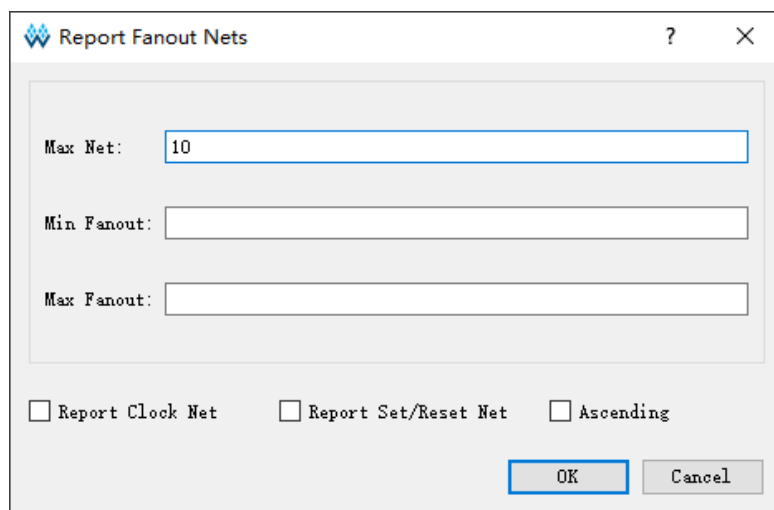 Report Fanout Nets ? ×
Max Net: 10
Min Fanout:
Max Fanout:
Report Clock Net Report Set/Reset Net Ascending
OK Cancel